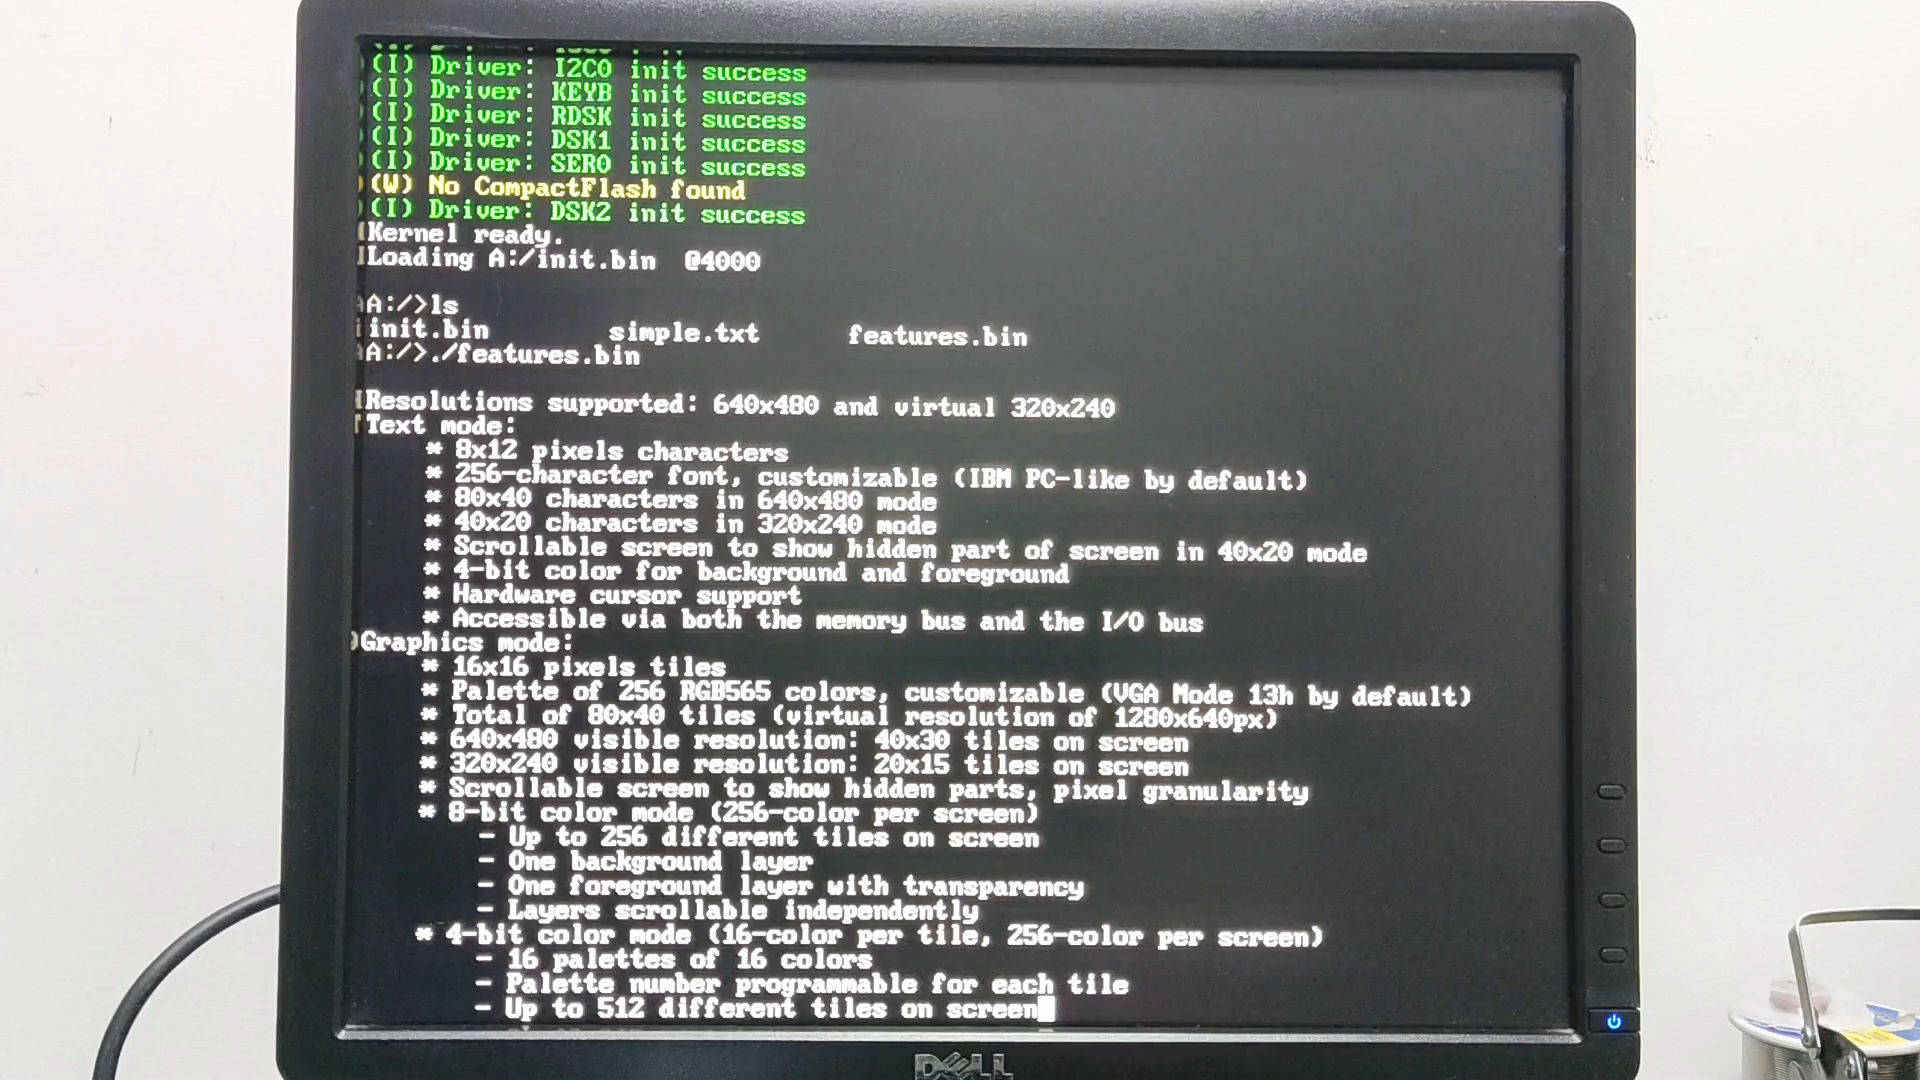 (I) Driver: I2C0 init success
(I) Driver: KEYB init success
(I) Driver: RDSK init success
(I) Driver: DSK1 init success
(I) Driver: SER0 init success
(W) No CompactFlash found
(I) Driver: DSK2 init success
Kernel ready.
Loading A:/init.bin @4000
A:/>ls
init.bin simple.txt features.bin
A:/>./features.bin
Resolutions supported: 640x480 and virtual 320x240
Text mode:
* 8x12 pixels characters
* 256-character font, customizable (IBM PC-like by default)
* 80x40 characters in 640x480 mode
* 40x20 characters in 320x240 mode
* Scrollable screen to show hidden part of screen in 40x20 mode
* 4-bit color for background and foreground
* Hardware cursor support
* Accessible via both the memory bus and the I/O bus
Graphics mode:
* 16x16 pixels tiles
* Palette of 256 RGB565 colors, customizable (VGA Mode 13h by default)
* Total of 80x40 tiles (virtual resolution of 1280x640px)
* 640x480 visible resolution: 40x30 tiles on screen
* 320x240 visible resolution: 20x15 tiles on screen
* Scrollable screen to show hidden parts, pixel granularity
* 8-bit color mode (256-color per screen)
- Up to 256 different tiles on screen
- One background layer
- One foreground layer with transparency
- Layers scrollable independently
* 4-bit color mode (16-color per tile, 256-color per screen)
- 16 palettes of 16 colors
- Palette number programmable for each tile
- Up to 512 different tiles on screen
DELL